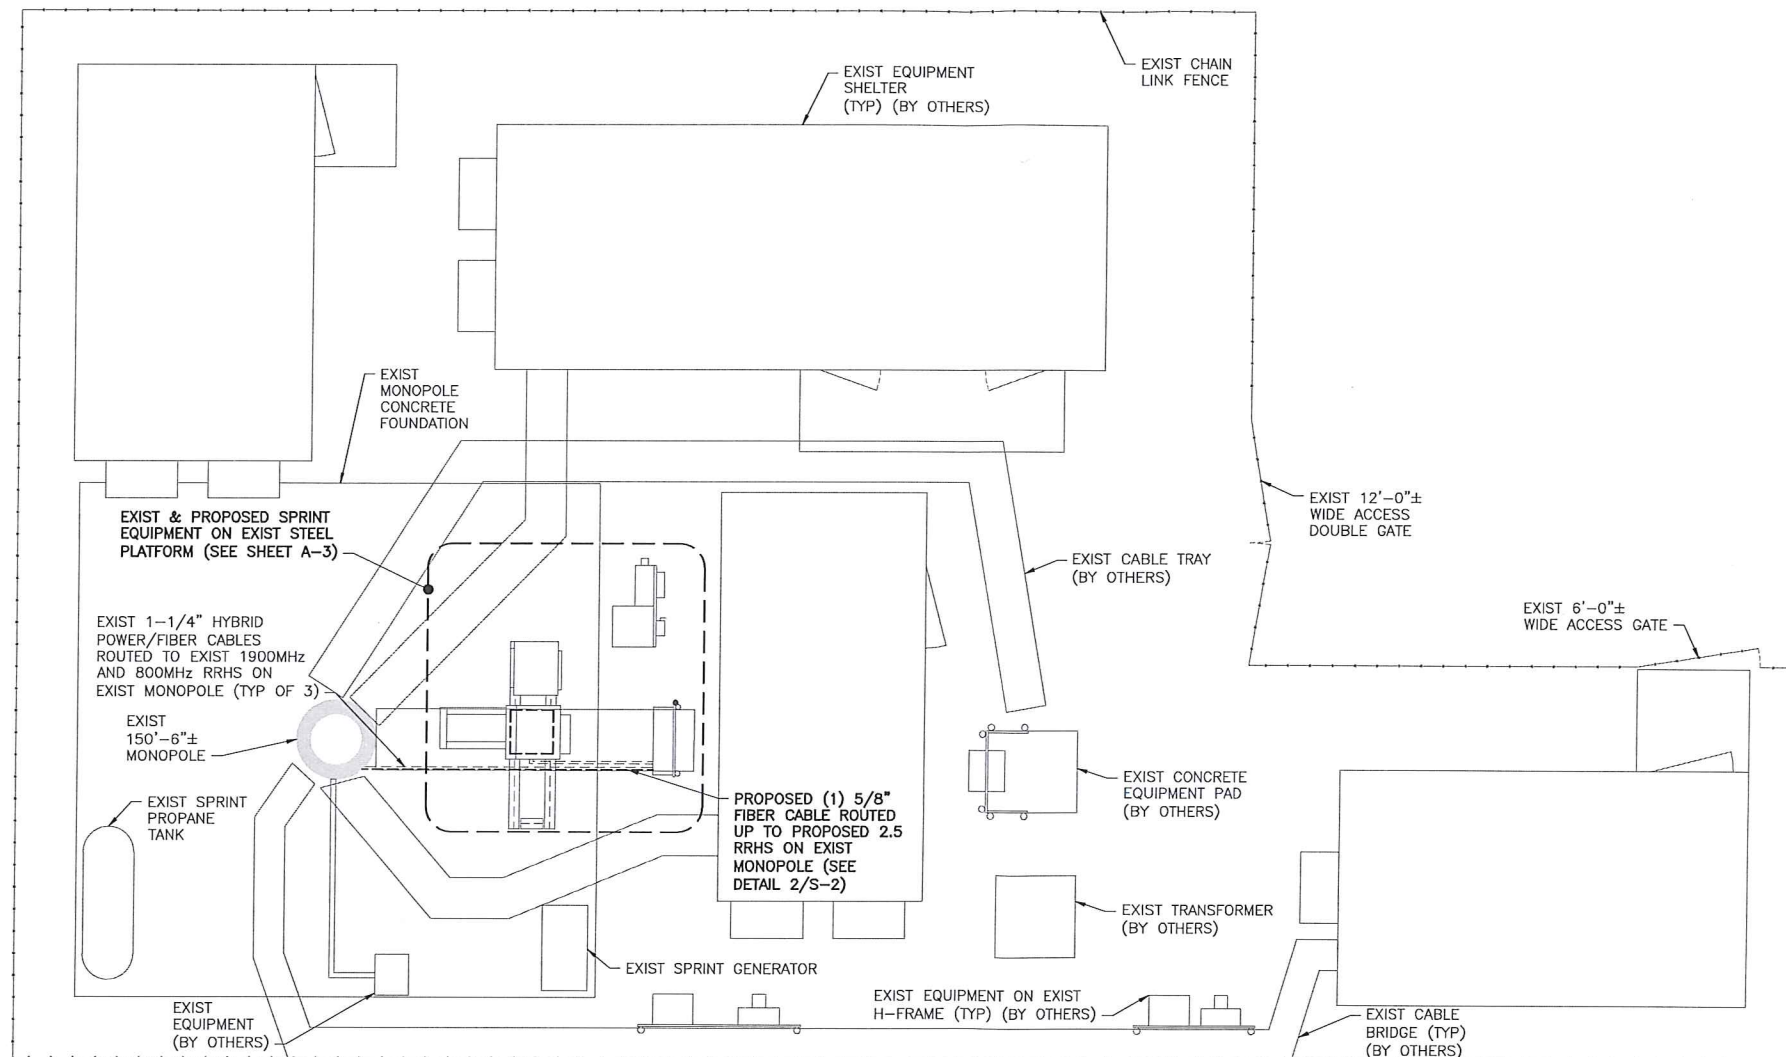 EXIST CHAIN
LINK FENCE
EXIST EQUIPMENT
SHELTER
(TYP) (BY OTHERS)
EXIST
MONOPOLE
CONCRETE
FOUNDATION
EXIST 12'-0"±
WIDE ACCESS
DOUBLE GATE
EXIST & PROPOSED SPRINT
EQUIPMENT ON EXIST STEEL
PLATFORM (SEE SHEET A-3)
EXIST CABLE TRAY
(BY OTHERS)
EXIST 6'-0"±
WIDE ACCESS GATE
EXIST 1-1/4" HYBRID
POWER/FIBER CABLES
ROUTED TO EXIST 1900MHz
AND 800MHz RRHS ON
EXIST MONOPOLE (TYP OF 3)
EXIST
150'-6"±
MONOPOLE
EXIST SPRINT
PROPANE
TANK
PROPOSED (1) 5/8"
FIBER CABLE ROUTED
UP TO PROPOSED 2.5
RRHS ON EXIST
MONOPOLE (SEE
DETAIL 2/S-2)
EXIST CONCRETE
EQUIPMENT PAD
(BY OTHERS)
EXIST TRANSFORMER
(BY OTHERS)
EXIST SPRINT GENERATOR
EXIST
EQUIPMENT
(BY OTHERS)
EXIST EQUIPMENT ON EXIST
H-FRAME (TYP) (BY OTHERS)
EXIST CABLE
BRIDGE (TYP)
(BY OTHERS)